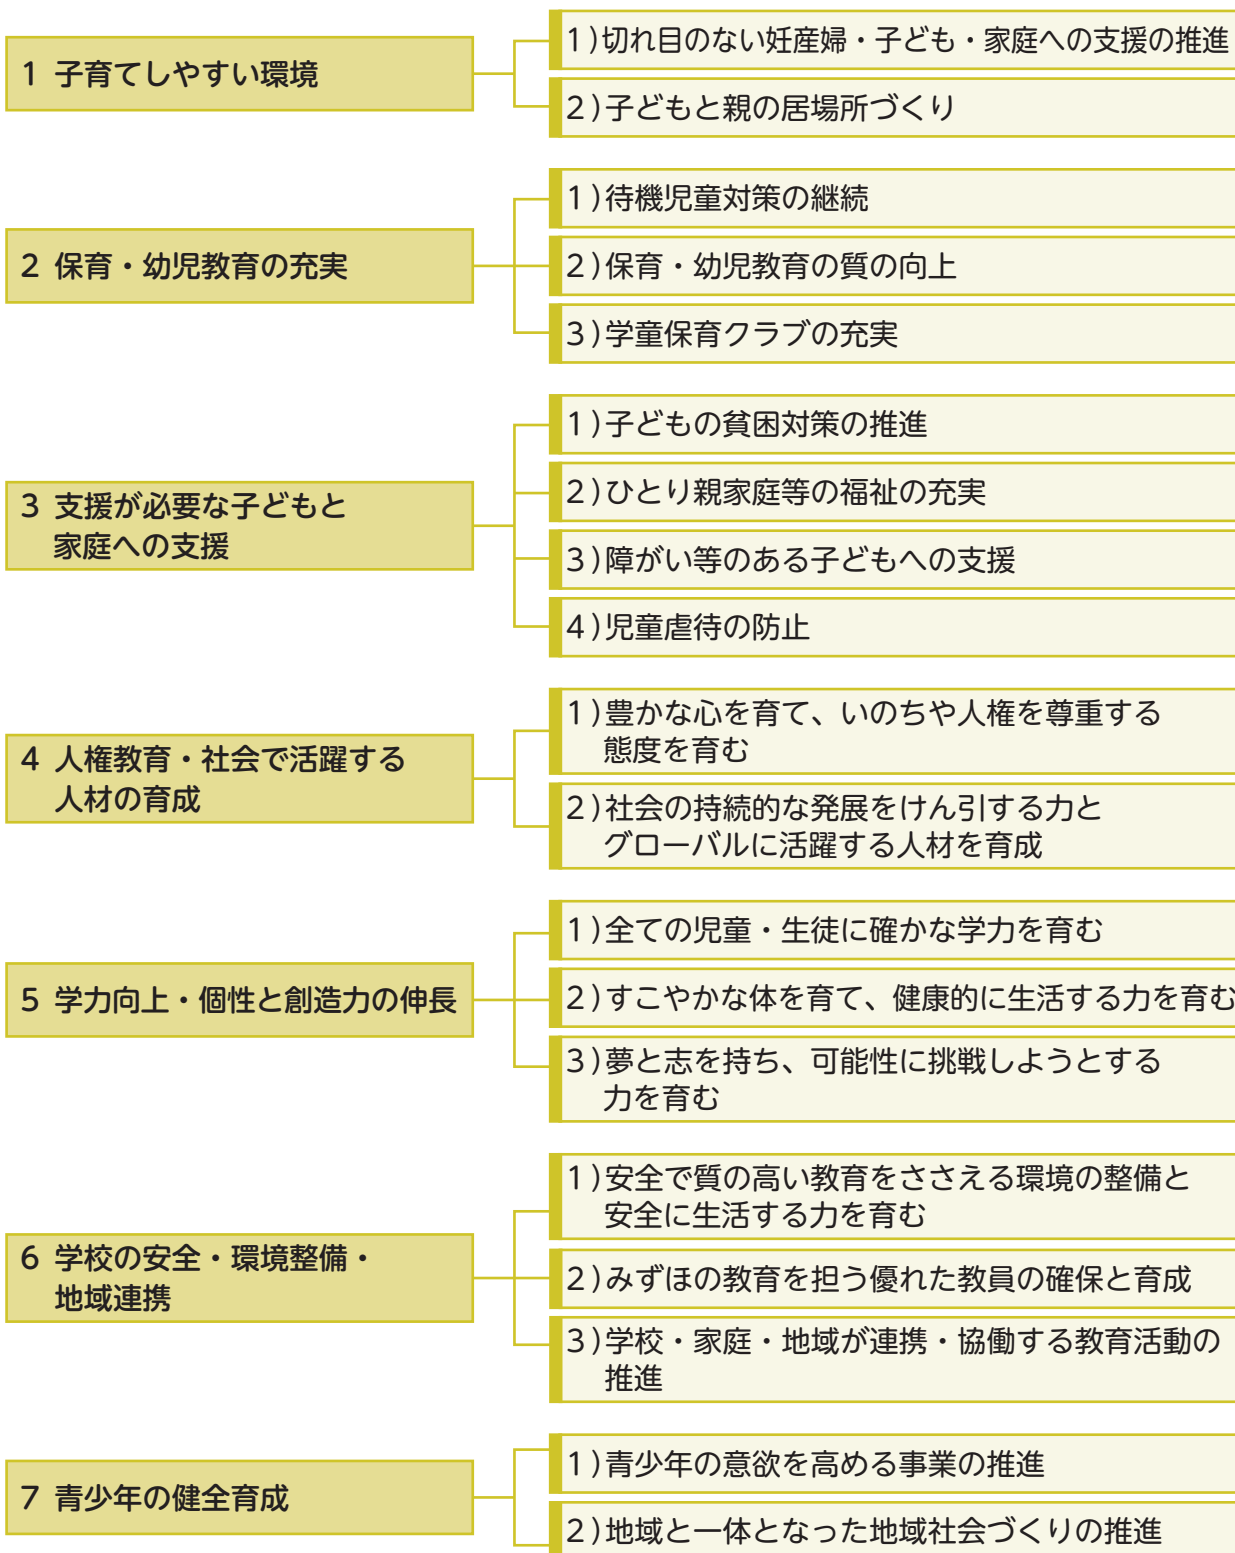 1 子育てしやすい環境
1)切れ目のない妊産婦・子ども・家庭への支援の推進
2)子どもと親の居場所づくり
2 保育・幼児教育の充実
1)待機児童対策の継続
2)保育・幼児教育の質の向上
3)学童保育クラブの充実
3 支援が必要な子どもと
家庭への支援
1)子どもの貧困対策の推進
2)ひとり親家庭等の福祉の充実
3)障がい等のある子どもへの支援
4)児童虐待の防止
4 人権教育・社会で活躍する
人材の育成
1)豊かな心を育て、いのちや人権を尊重する
態度を育む
2)社会の持続的な発展をけん引する力と
グローバルに活躍する人材を育成
5 学力向上・個性と創造力の伸長
1)全ての児童・生徒に確かな学力を育む
2)すこやかな体を育て、健康的に生活する力を育む
3)夢と志を持ち、可能性に挑戦しようとする
力を育む
6 学校の安全・環境整備・
地域連携
1)安全で質の高い教育をささえる環境の整備と
安全に生活する力を育む
2)みずほの教育を担う優れた教員の確保と育成
3)学校・家庭・地域が連携・協働する教育活動の
推進
7 青少年の健全育成
1)青少年の意欲を高める事業の推進
2)地域と一体となった地域社会づくりの推進